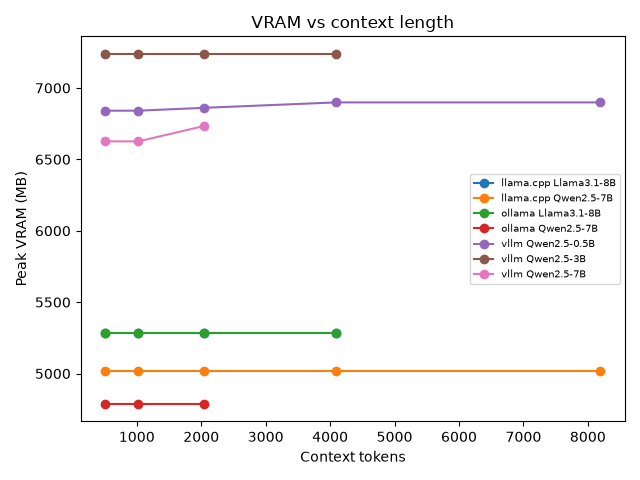 VRAM vs context length
Peak VRAM (MB)
7000
6500
6000
5500
5000
llama.cpp Llama3.1-8B
llama.cpp Qwen2.5-7B
ollama Llama3.1-8B
ollama Qwen2.5-7B
vllm Qwen2.5-0.5B
vllm Qwen2.5-3B
vllm Qwen2.5-7B
1000 2000 3000 4000 5000 6000 7000 8000
Context tokens